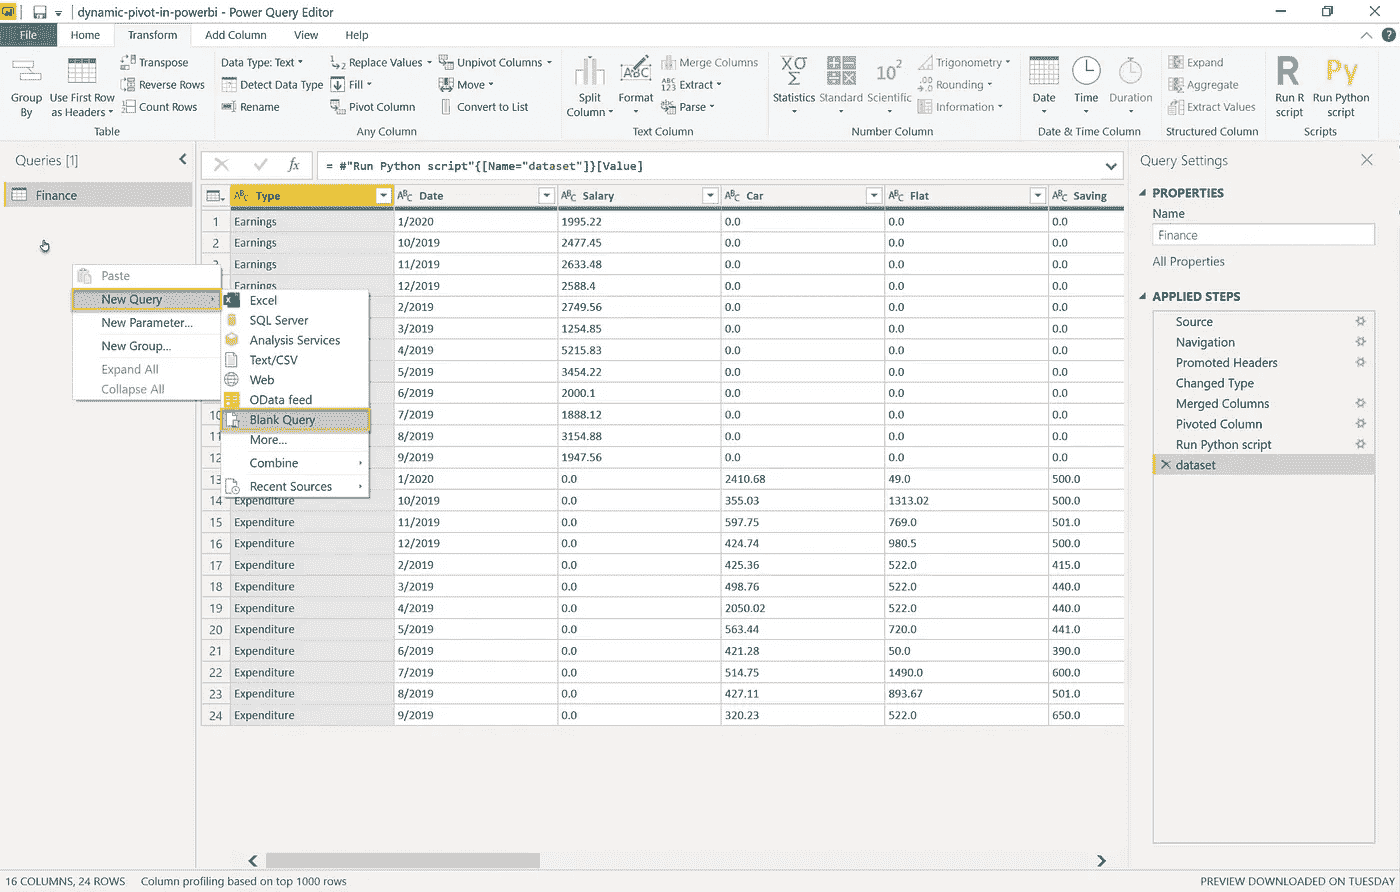 dynamic-pivot-in-powerbi - Power Query Editor
File Home Transform Add Column View Help
Group By
Use First Row as Headers
Transpose
Reverse Rows
Count Rows
Table
Data Type: Text
Detect Data Type
Rename
Replace Values
Fill
Pivot Column
Unpivot Columns
Move
Convert to List
Any Column
Split Column
Format
ABC
Merge Columns
Extract
Parse
Text Column
Statistics
Standard
Scientific
10²
Trigonometry
Rounding
Information
Number Column
Date
Time
Duration
Date & Time Column
Expand
Aggregate
Extract Values
Structured Column
R
Run R script
Py
Run Python script
Scripts
Queries [1]
Finance
fx
= #"Run Python script"{[Name="dataset"]}[Value]
Type Date Salary Car Flat Saving
1 Earnings 1/2020 1995.22 0.0 0.0 0.0
2 Earnings 10/2019 2477.45 0.0 0.0 0.0
3 Earnings 11/2019 2633.48 0.0 0.0 0.0
Earnings 12/2019 2588.4 0.0 0.0 0.0
2/2019 2749.56 0.0 0.0 0.0
3/2019 1254.85 0.0 0.0 0.0
4/2019 5215.83 0.0 0.0 0.0
5/2019 3454.22 0.0 0.0 0.0
6/2019 2000.1 0.0 0.0 0.0
10 7/2019 1888.12 0.0 0.0 0.0
11 8/2019 3154.88 0.0 0.0 0.0
12 9/2019 1947.56 0.0 0.0 0.0
13 1/2020 0.0 2410.68 49.0 500.0
14 Expenditure 10/2019 0.0 355.03 1313.02 500.0
15 Expenditure 11/2019 0.0 597.75 769.0 501.0
16 Expenditure 12/2019 0.0 424.74 980.5 500.0
17 Expenditure 2/2019 0.0 425.36 522.0 415.0
18 Expenditure 3/2019 0.0 498.76 522.0 440.0
19 Expenditure 4/2019 0.0 2050.02 522.0 440.0
20 Expenditure 5/2019 0.0 563.44 720.0 441.0
21 Expenditure 6/2019 0.0 421.28 50.0 390.0
22 Expenditure 7/2019 0.0 514.75 1490.0 600.0
23 Expenditure 8/2019 0.0 427.11 893.67 501.0
24 Expenditure 9/2019 0.0 320.23 522.0 650.0
Paste
New Query
New Parameter...
New Group...
Expand All
Collapse All
Excel
SQL Server
Analysis Services
Text/CSV
Web
OData feed
Blank Query
More...
Combine
Recent Sources
Query Settings
PROPERTIES
Name
Finance
All Properties
APPLIED STEPS
Source
Navigation
Promoted Headers
Changed Type
Merged Columns
Pivoted Column
Run Python script
dataset
16 COLUMNS, 24 ROWS Column profiling based on top 1000 rows
PREVIEW DOWNLOADED ON TUESDAY